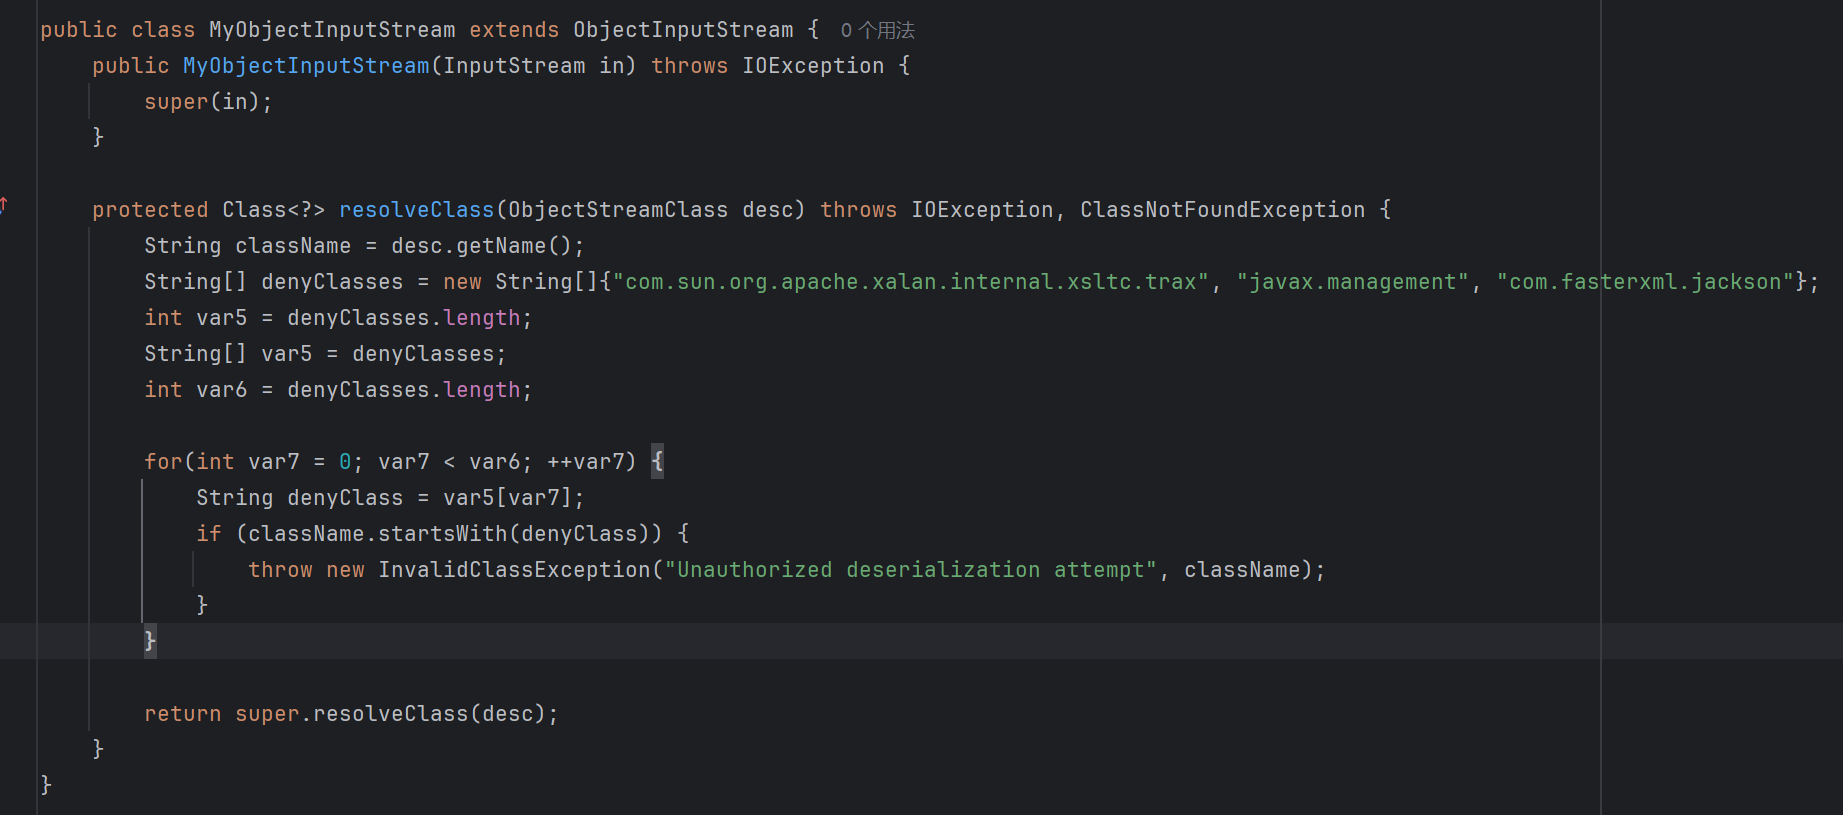 public class MyObjectInputStream extends ObjectInputStream { 0个用法
public MyObjectInputStream(InputStream in) throws IOException {
super(in);
}
protected Class<?> resolveClass(ObjectStreamClass desc) throws IOException, ClassNotFoundException {
String className = desc.getName();
String[] denyClasses = new String[]{"com.sun.org.apache.xalan.internal.xsltc.trax", "javax.management", "com.fasterxml.jackson"};
int var5 = denyClasses.length;
String[] var5 = denyClasses;
int var6 = denyClasses.length;
for(int var7 = 0; var7 < var6; ++var7) {
String denyClass = var5[var7];
if (className.startsWith(denyClass)) {
throw new InvalidClassException("Unauthorized deserialization attempt", className);
}
}
return super.resolveClass(desc);
}
}